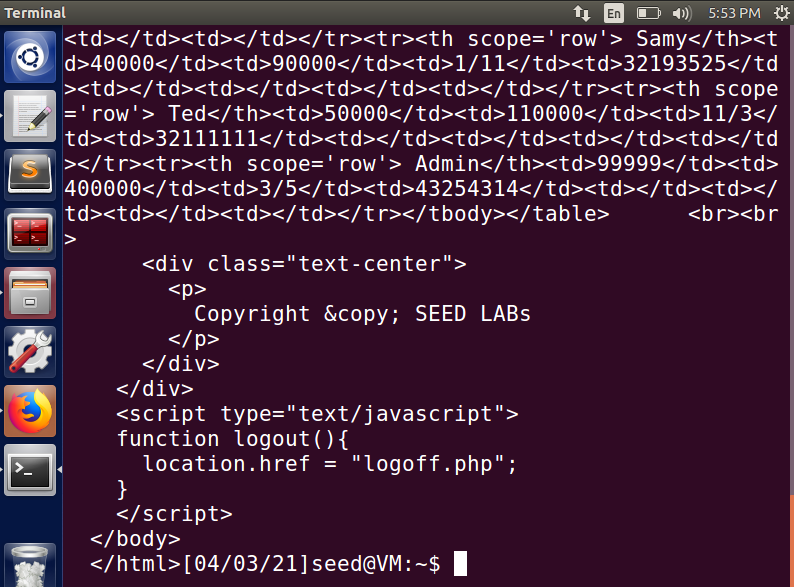 Terminal
En
5:53 PM
<td></td><td></td></tr><tr><th scope='row'> Samy</th><t
d>40000</td><td>90000</td><td>1/11</td><td>32193525</td
><td></td><td></td><td></td><td></td></tr><tr><th scope
='row'> Ted</th><td>50000</td><td>110000</td><td>11/3</
td><td>32111111</td><td></td><td></td><td></td><td></td
></tr><tr><th scope='row'> Admin</th><td>99999</td><td>
400000</td><td>3/5</td><td>43254314</td><td></td><td></
td><td></td><td></td></tr></tbody></table>      <br><br
>
      <div class="text-center">
        <p>
          Copyright &copy; SEED LABs
        </p>
      </div>
    </div>
    <script type="text/javascript">
    function logout(){
      location.href = "logoff.php";
    }
    </script>
  </body>
  </html>[04/03/21]seed@VM:~$